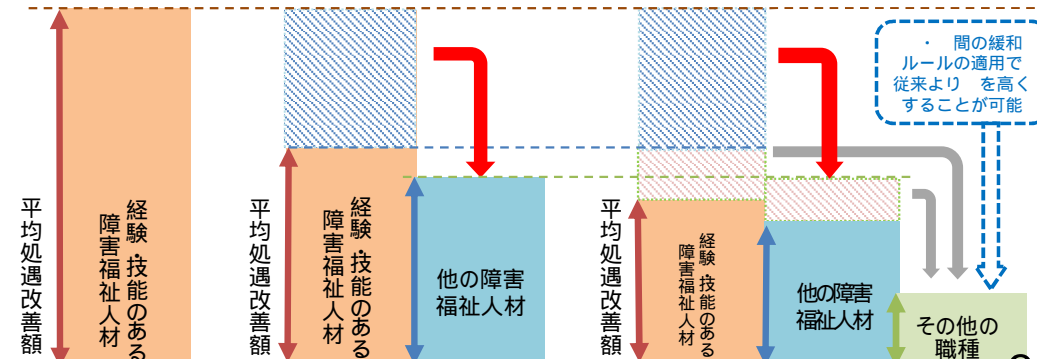 ・ 間の緩和
ルールの適用で
従来より を高く
することが可能
平均処遇改善額
経験・技能のある
障害福祉人材
平均処遇改善額
経験・技能のある
障害福祉人材
他の障害
福祉人材
平均処遇改善額
経験・技能のある
障害福祉人材
他の障害
福祉人材
その他の
職種